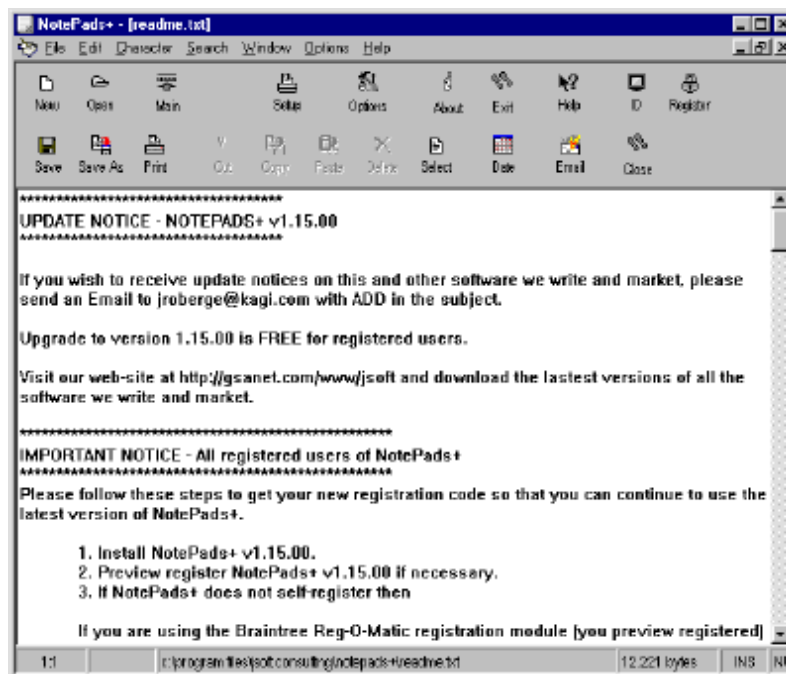 NotePads+ - [readme.txt]
File Edit Character Search Window Options Help
New Open Main Setup Options About Exit Help ID Register
Save Save As Print Cut Copy Paste Delete Select Date Email Close
**************************************
UPDATE NOTICE - NOTEPADS+ v1.15.00
**************************************
If you wish to receive update notices on this and other software we write and market, please
send an Email to jroberge@kagi.com with ADD in the subject.
Upgrade to version 1.15.00 is FREE for registered users.
Visit our web-site at http://gsanet.com/www/jsoft and download the lastest versions of all the
software we write and market.
******************************************************
IMPORTANT NOTICE - All registered users of NotePads+
******************************************************
Please follow these steps to get your new registration code so that you can continue to use the
latest version of NotePads+.
1. Install NotePads+ v1.15.00.
2. Preview register NotePads+ v1.15.00 if necessary.
3. If NotePads+ does not self-register then
If you are using the Braintree Reg-O-Matic registration module (you preview registered)
1:1 c:\program files\jsoft consulting\notepads+\readme.txt 12,221 bytes INS